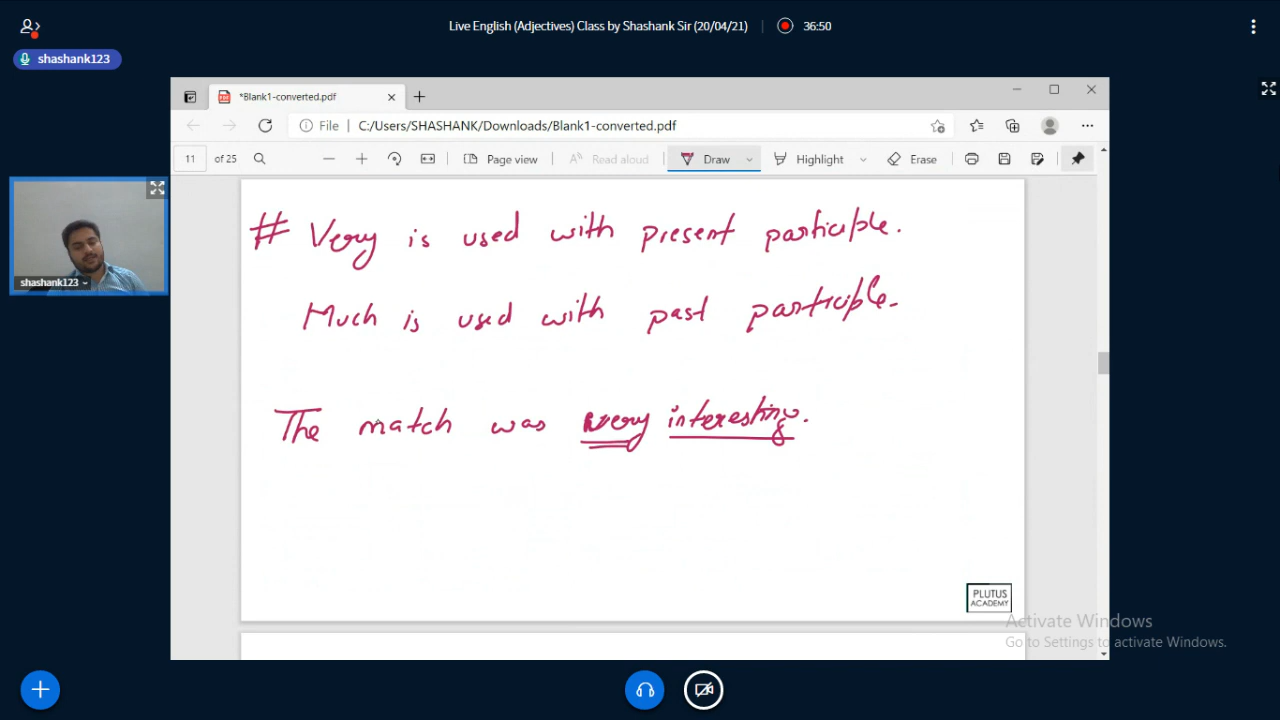 Live English (Adjectives) Class by Shashank Sir (20/04/21)
36:50
shashank123
*Blank1-converted.pdf
File
C:/Users/SHASHANK/Downloads/Blank1-converted.pdf
11 of 25
Page view
Read aloud
Draw
Highlight
Erase
shashank123
# Very is used with present participle.
Much is used with past participle.
The match was very interesting.
PLUTUS
ACADEMY
Activate Windows
Go to Settings to activate Windows.